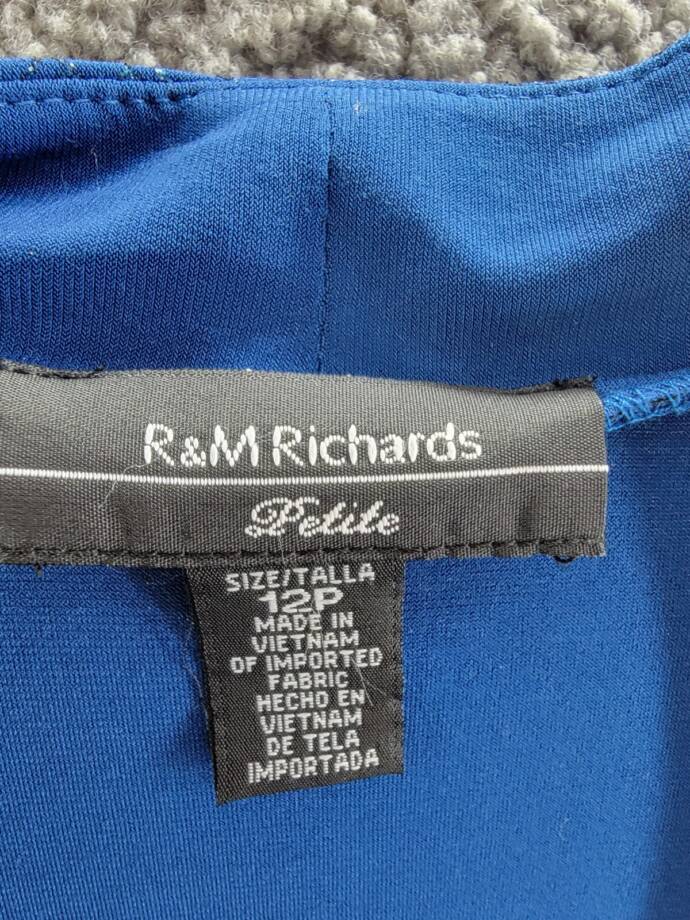 R&M Richards
Petite
SIZE/TALLA
12P
MADE IN
VIETNAM
OF IMPORTED
FABRIC
HECHO EN
VIETNAM
DE TELA
IMPORTADA